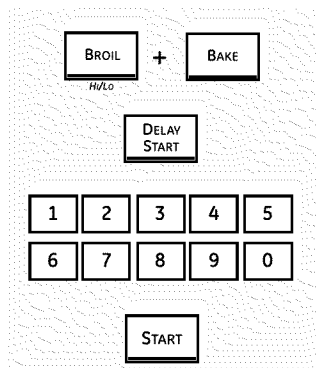 BROIL + BAKE
HI/LO
DELAY
START
1 2 3 4 5
6 7 8 9 0
START